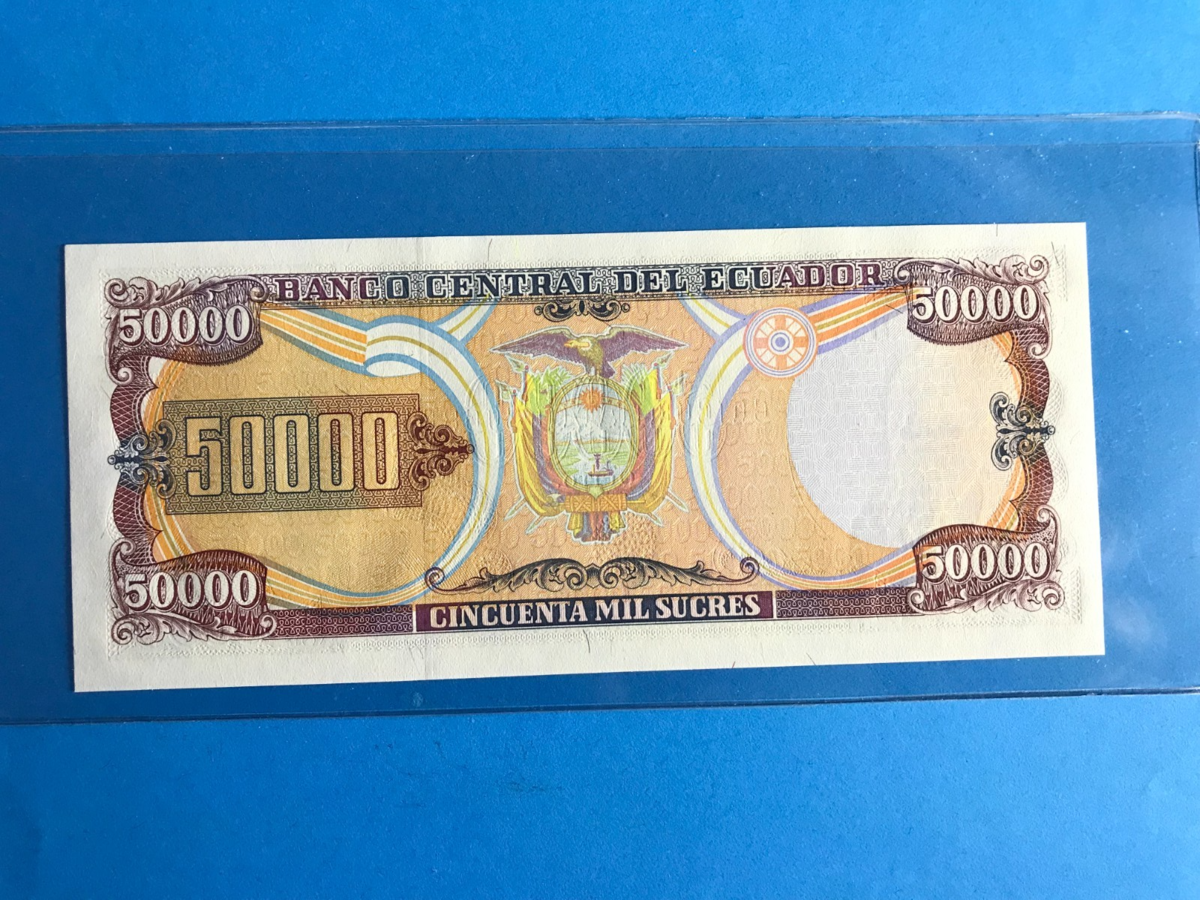 BANCO CENTRAL DEL ECUADOR
50000
50000
50000
50000
50000
CINCUENTA MIL SUCRES